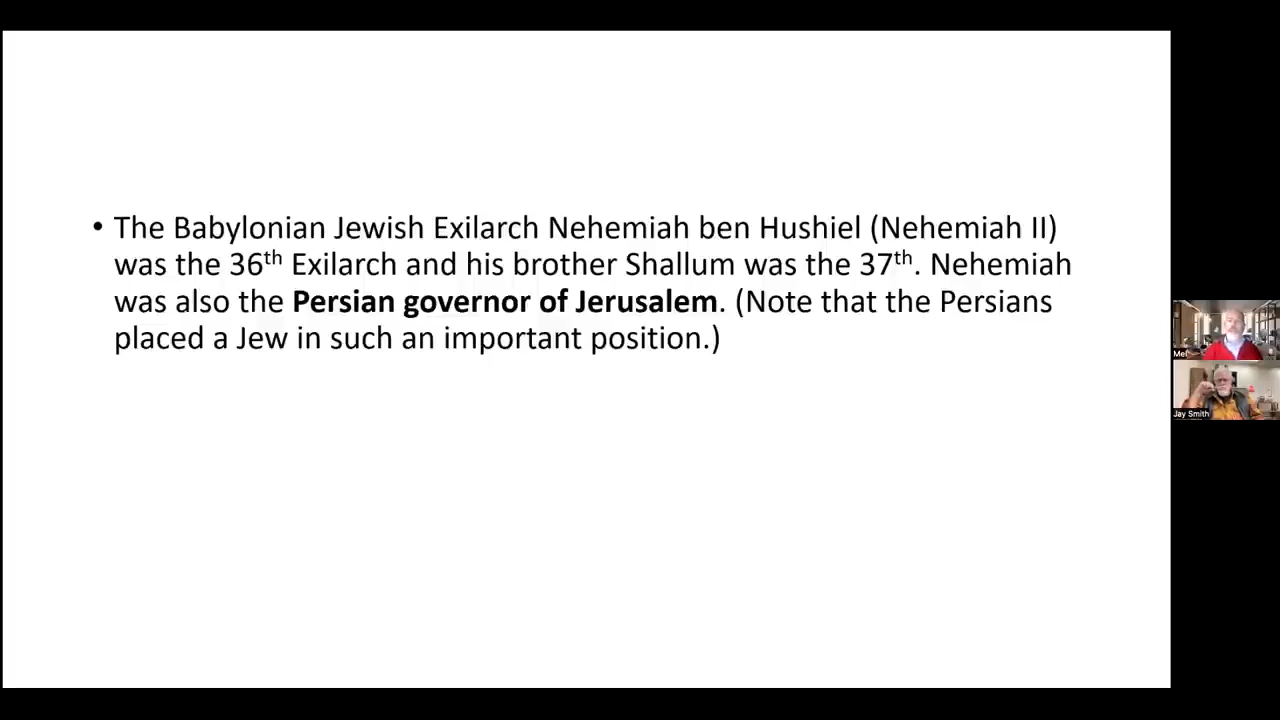 • The Babylonian Jewish Exilarch Nehemiah ben Hushiel (Nehemiah II)
was the 36th Exilarch and his brother Shallum was the 37th. Nehemiah
was also the Persian governor of Jerusalem. (Note that the Persians
placed a Jew in such an important position.)
Mel
Jay Smith